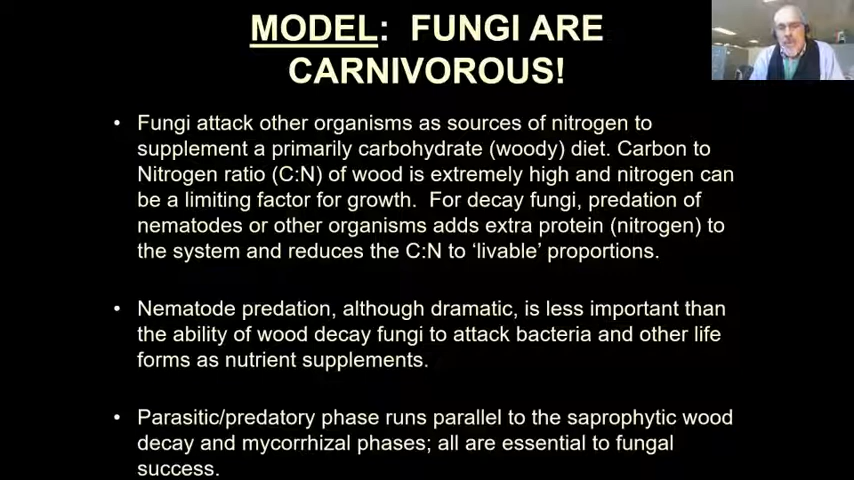 MODEL: FUNGI ARE
CARNIVOROUS!
• Fungi attack other organisms as sources of nitrogen to
supplement a primarily carbohydrate (woody) diet. Carbon to
Nitrogen ratio (C:N) of wood is extremely high and nitrogen can
be a limiting factor for growth. For decay fungi, predation of
nematodes or other organisms adds extra protein (nitrogen) to
the system and reduces the C:N to ‘livable’ proportions.
• Nematode predation, although dramatic, is less important than
the ability of wood decay fungi to attack bacteria and other life
forms as nutrient supplements.
• Parasitic/predatory phase runs parallel to the saprophytic wood
decay and mycorrhizal phases; all are essential to fungal
success.